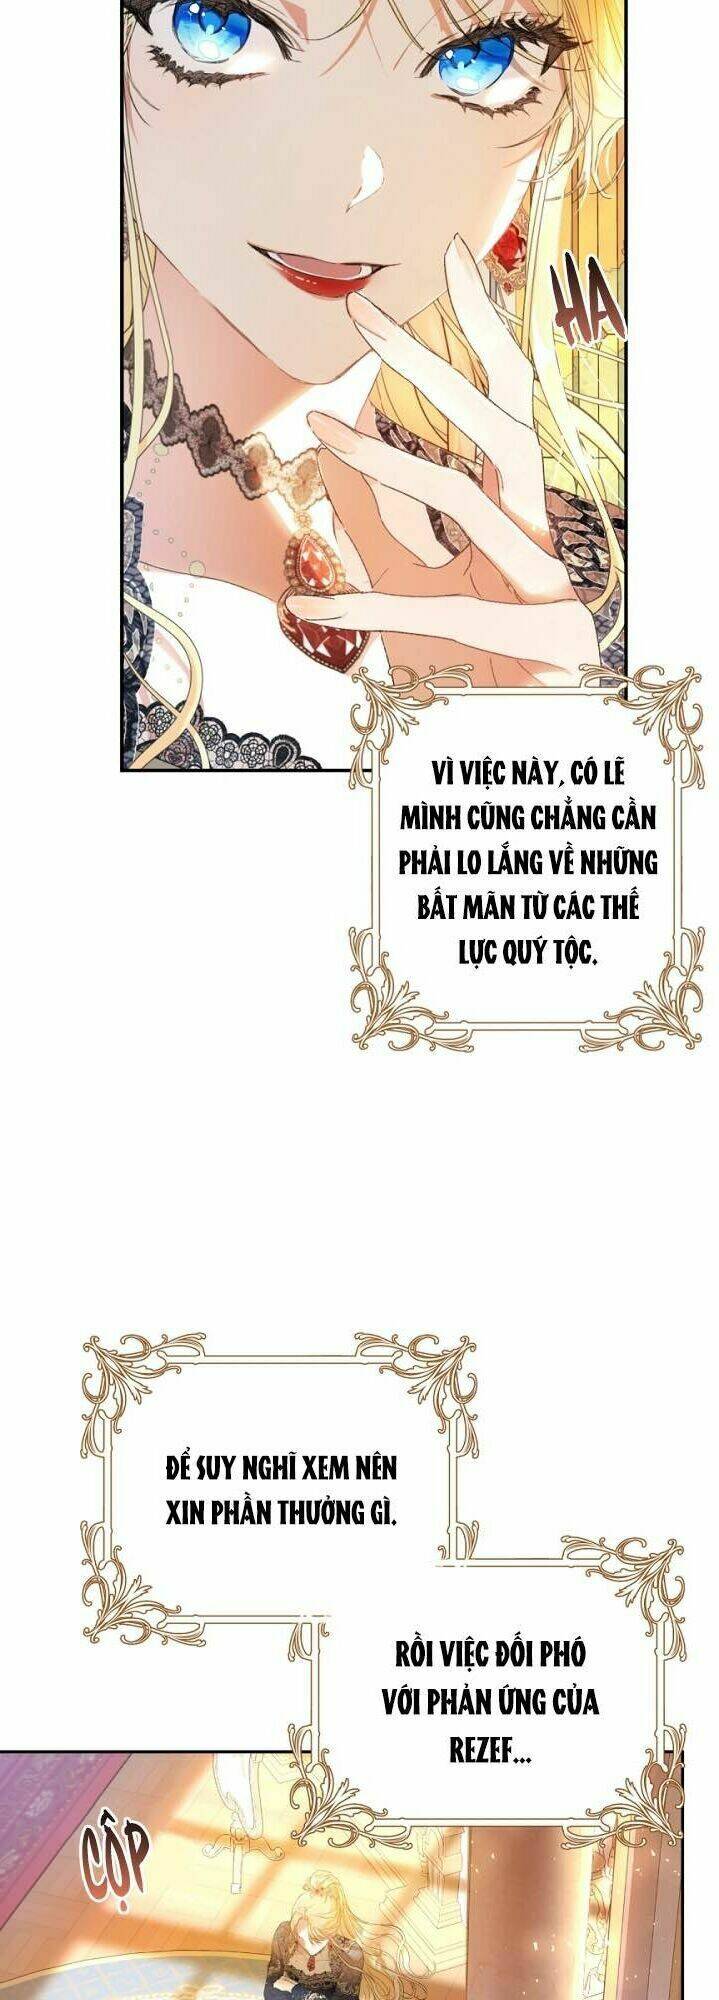 HA
VÌ VIỆC NÀY, CÓ LẼ
MÌNH CŨNG CHẲNG CẦN
PHẢI LO LẮNG VỀ NHỮNG
BẤT MÃN TỪ CÁC THẾ
LỰC QUÝ TỘC.
ĐỂ SUY NGHĨ XEM NÊN
XIN PHẦN THƯỞNG GÌ.
RỒI VIỆC ĐỐI PHÓ
VỚI PHẢN ỨNG CỦA
REZEF...
CỘP